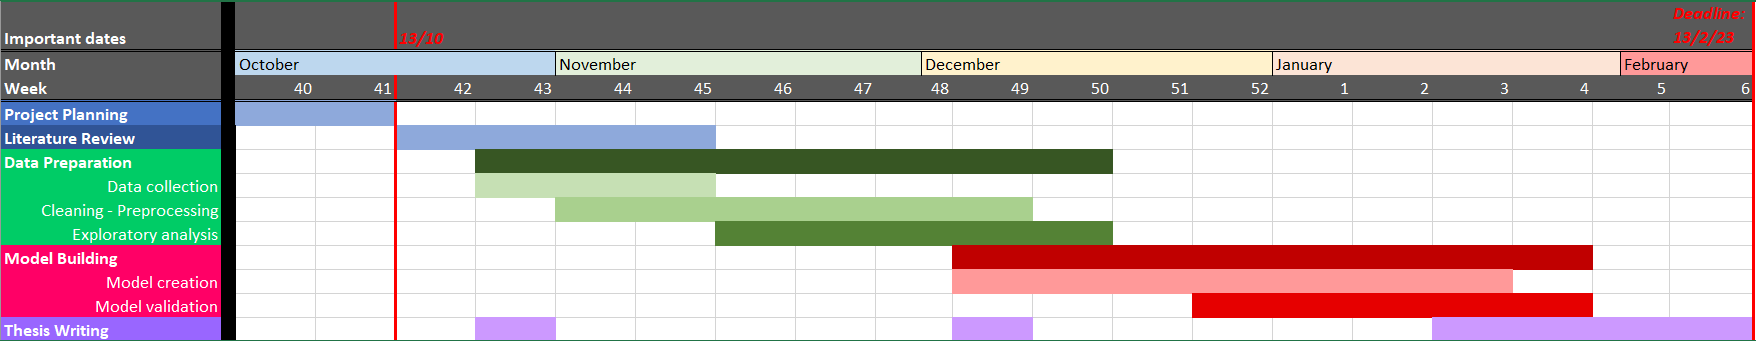 Deadline:
Important dates 13/10 13/2/23
Month October November December January February
Week 40 41 42 43 44 45 46 47 48 49 50 51 52 1 2 3 4 5 6
Project Planning
Literature Review
Data Preparation
Data collection
Cleaning - Preprocessing
Exploratory analysis
Model Building
Model creation
Model validation
Thesis Writing